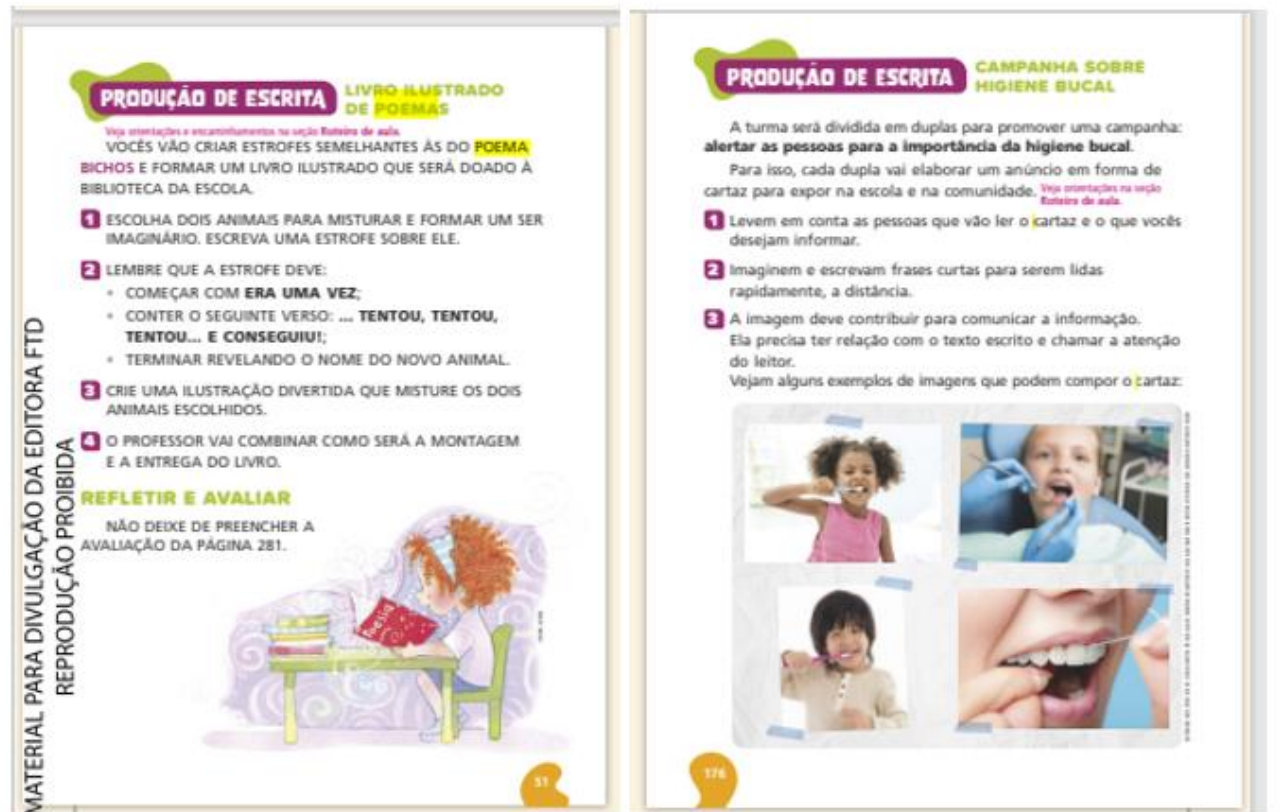 MATERIAL PARA DIVULGAÇÃO DA EDITORA FTD
REPRODUÇÃO PROIBIDA
PRODUÇÃO DE ESCRITA
LIVRO ILUSTRADO
DE POEMAS
Veja orientações e encaminhamentos na seção Roteiro de aula.
VOCÊS VÃO CRIAR ESTROFES SEMELHANTES ÀS DO POEMA
BICHOS E FORMAR UM LIVRO ILUSTRADO QUE SERÁ DOADO À
BIBLIOTECA DA ESCOLA.
1 ESCOLHA DOIS ANIMAIS PARA MISTURAR E FORMAR UM SER
IMAGINÁRIO. ESCREVA UMA ESTROFE SOBRE ELE.
2 LEMBRE QUE A ESTROFE DEVE:
• COMEÇAR COM ERA UMA VEZ;
• CONTER O SEGUINTE VERSO: ... TENTOU, TENTOU,
TENTOU... E CONSEGUIU!;
• TERMINAR REVELANDO O NOME DO NOVO ANIMAL.
3 CRIE UMA ILUSTRAÇÃO DIVERTIDA QUE MISTURE OS DOIS
ANIMAIS ESCOLHIDOS.
4 O PROFESSOR VAI COMBINAR COMO SERÁ A MONTAGEM
E A ENTREGA DO LIVRO.
REFLETIR E AVALIAR
NÃO DEIXE DE PREENCHER A
AVALIAÇÃO DA PÁGINA 281.
Poesia
51
PRODUÇÃO DE ESCRITA
CAMPANHA SOBRE
HIGIENE BUCAL
A turma será dividida em duplas para promover uma campanha:
alertar as pessoas para a importância da higiene bucal.
Para isso, cada dupla vai elaborar um anúncio em forma de
cartaz para expor na escola e na comunidade. Veja orientações na seção
Roteiro de aula.
1 Levem em conta as pessoas que vão ler o cartaz e o que vocês
desejam informar.
2 Imaginem e escrevam frases curtas para serem lidas
rapidamente, a distância.
3 A imagem deve contribuir para comunicar a informação.
Ela precisa ter relação com o texto escrito e chamar a atenção
do leitor.
Vejam alguns exemplos de imagens que podem compor o cartaz:
176